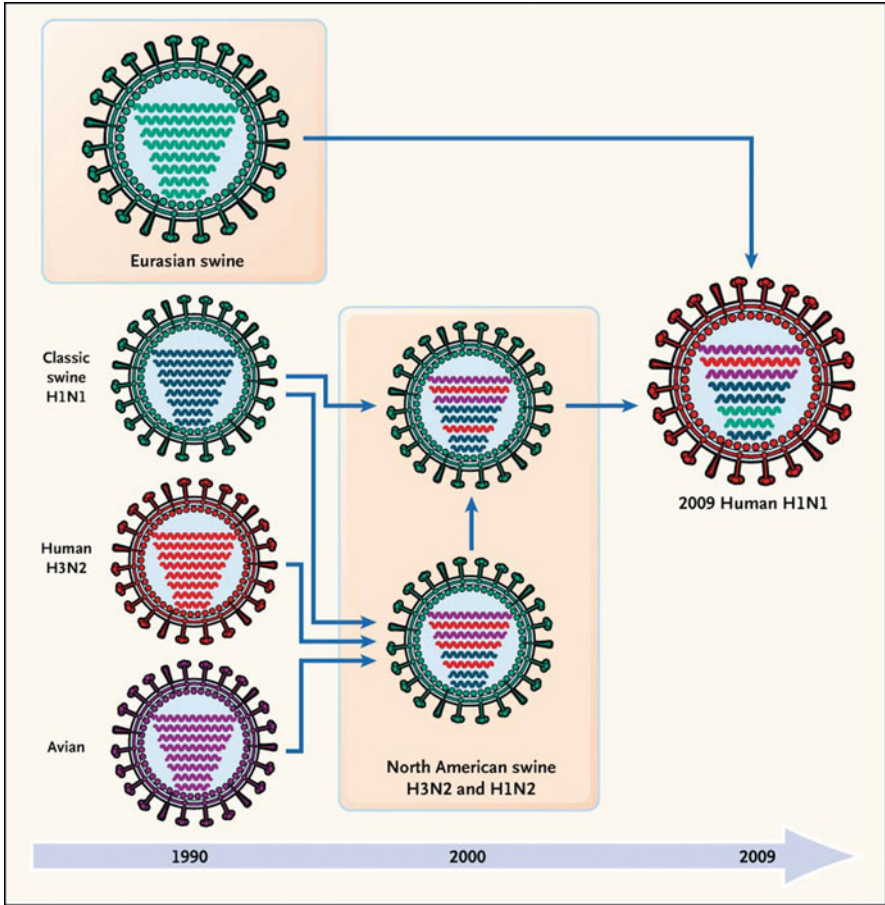 Eurasian swine
Classic
swine
H1N1
Human
H3N2
Avian
North American swine
H3N2 and H1N2
2009 Human H1N1
1990
2000
2009